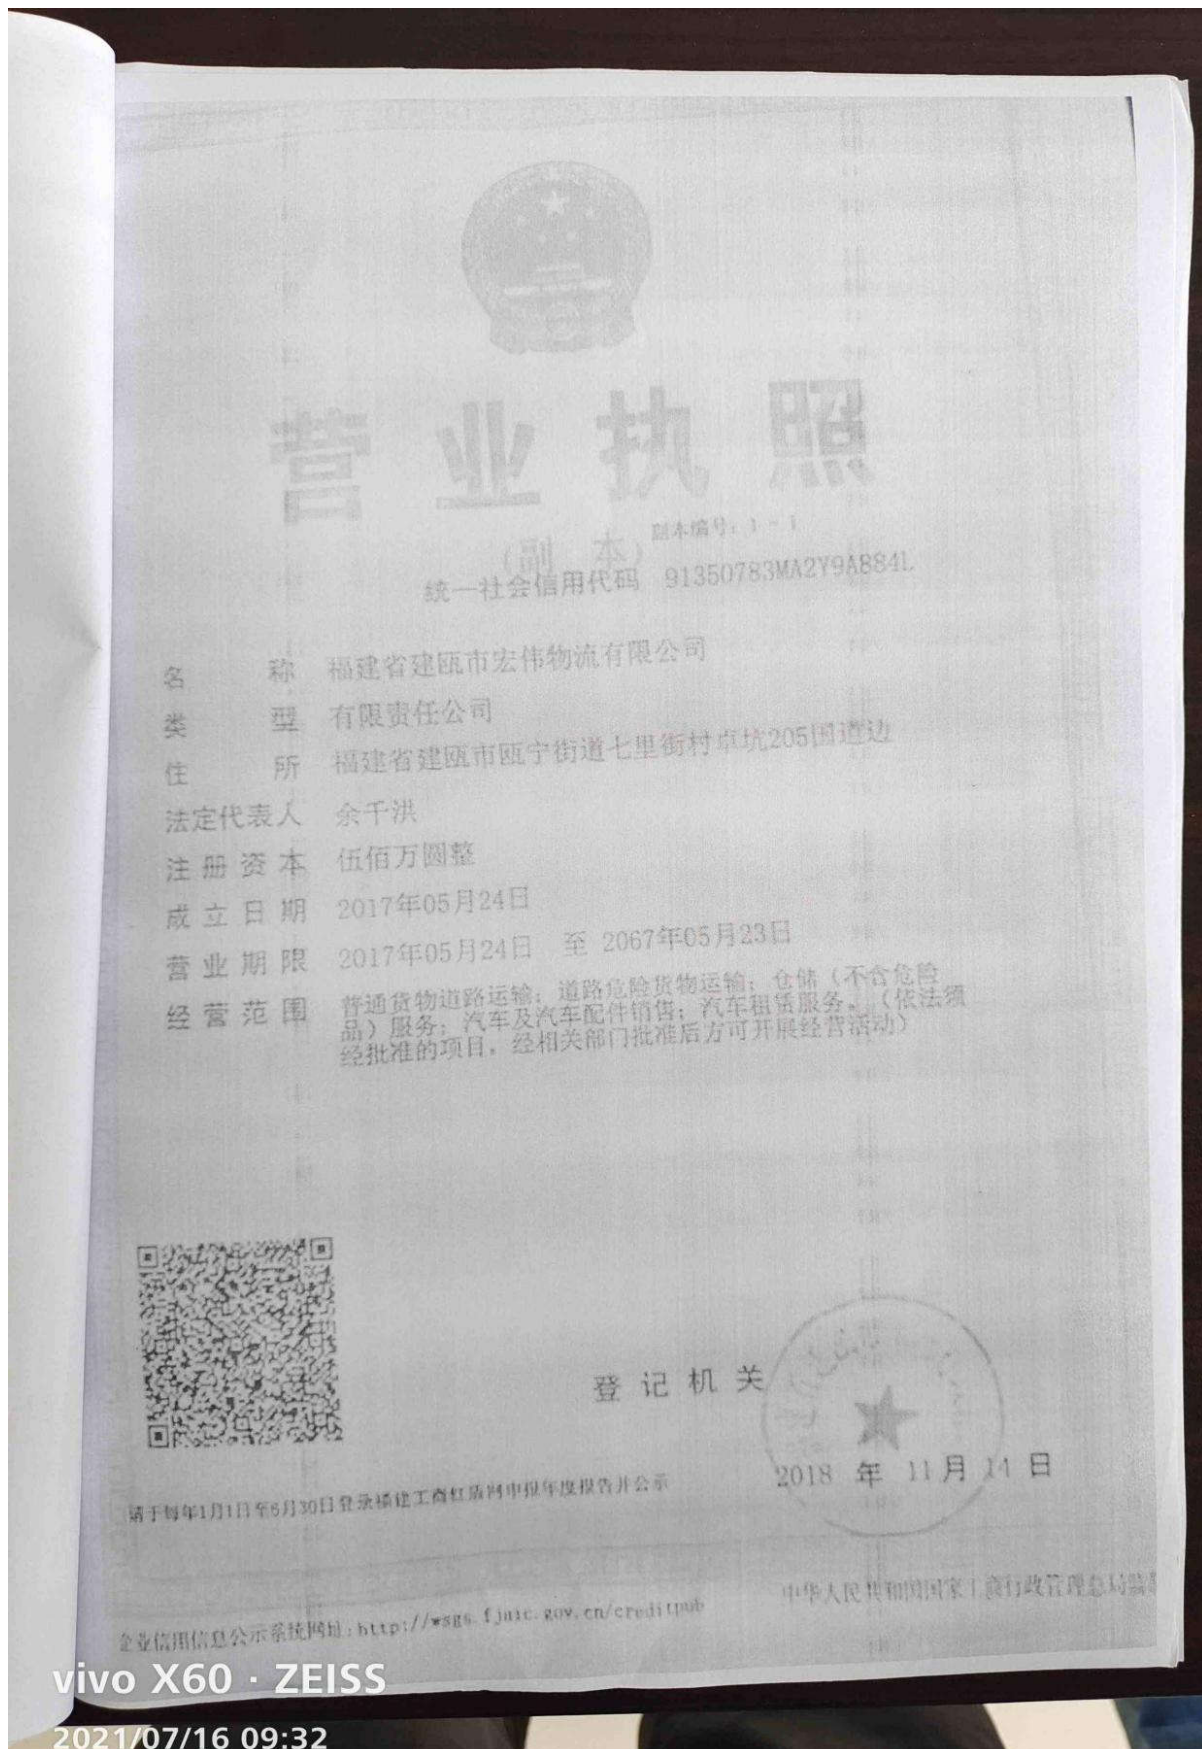 营业执照
副本编号：1-1
（副 本）
统一社会信用代码 91350783MA2Y9A884L
名 称 福建省建瓯市宏伟物流有限公司
类 型 有限责任公司
住 所 福建省建瓯市瓯宁街道七里街村卓坑205国道边
法定代表人 余千洪
注册资本 伍佰万圆整
成立日期 2017年05月24日
营业期限 2017年05月24日 至 2067年05月23日
经营范围 普通货物道路运输；道路危险货物运输；仓储（不含危险
品）服务；汽车及汽车配件销售；汽车租赁服务。（依法须
经批准的项目，经相关部门批准后方可开展经营活动）
登记机关
2018 年 11月14日
请于每年1月1日至6月30日登录福建工商红盾网申报年度报告并公示
中华人民共和国国家工商行政管理总局监制
企业信用信息公示系统网址:http://wsgs.fjaic.gov.cn/creditpub
vivo X60 · ZEISS
2021/07/16 09:32